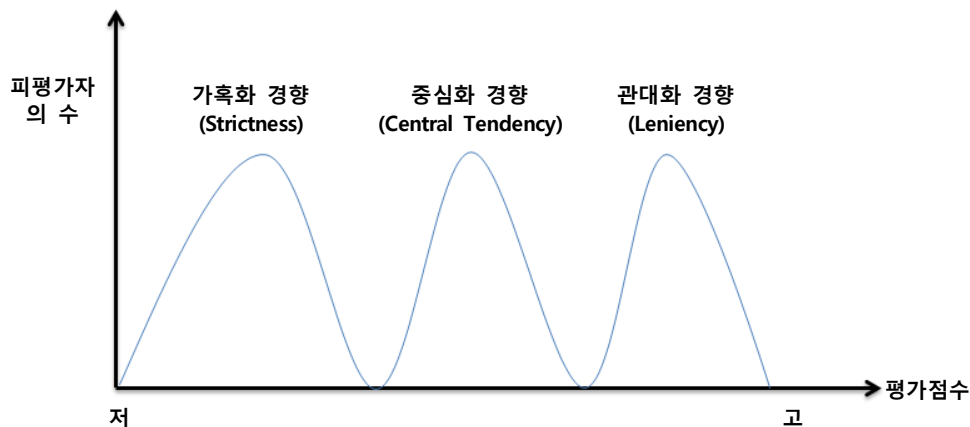 피평가자
의 수
가혹화 경향
(Strictness)
중심화 경향
(Central Tendency)
관대화 경향
(Leniency)
평가점수
저
고